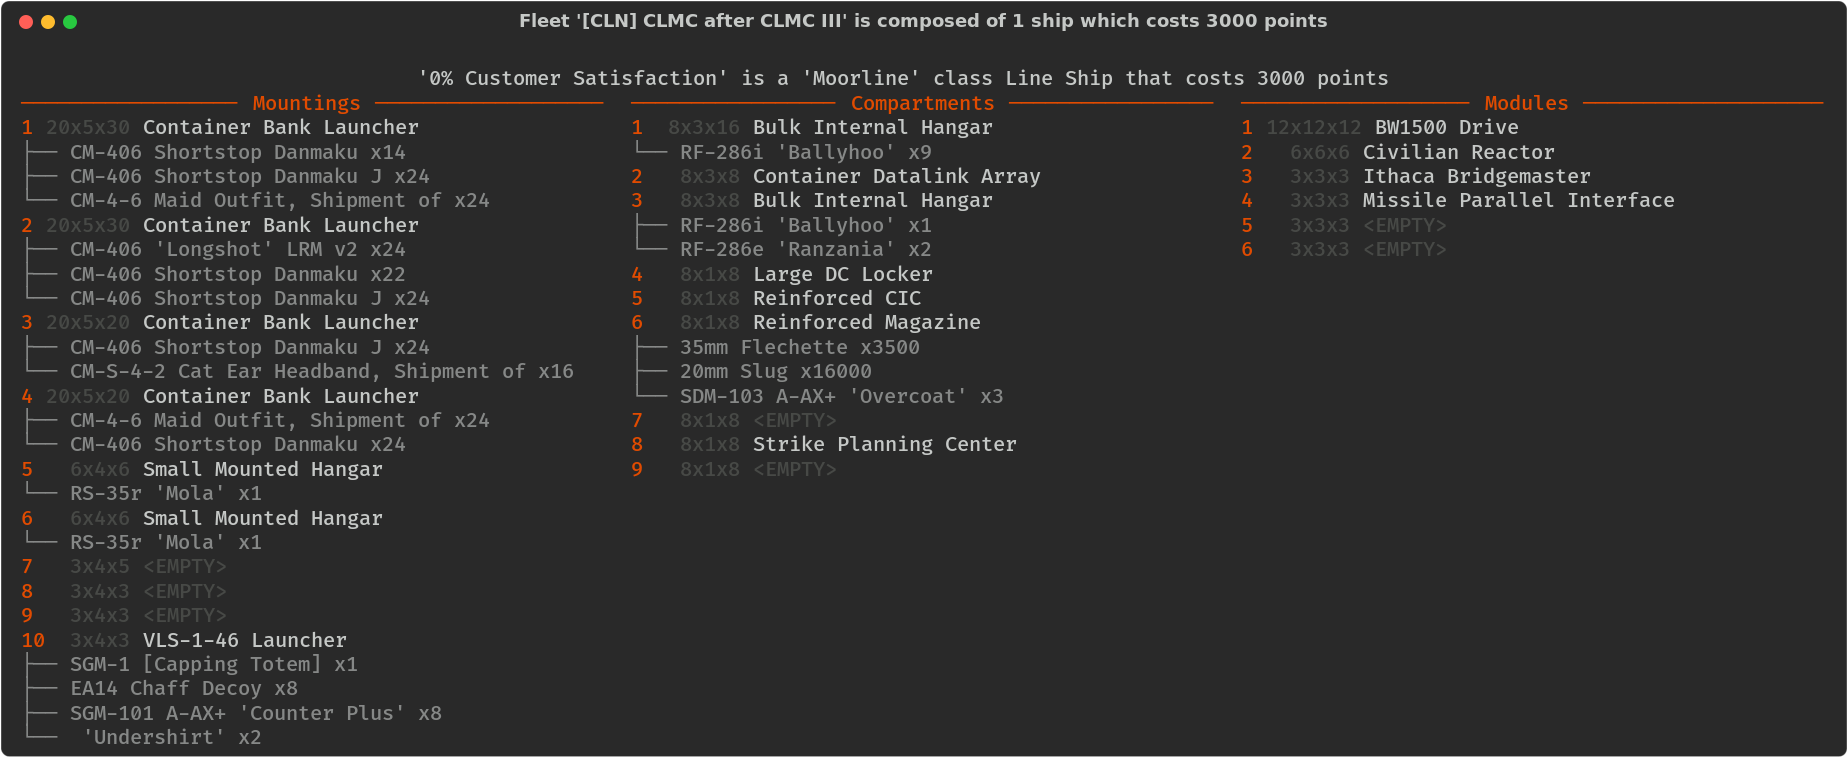 Fleet '[CLN] CLMC after CLMC III' is composed of 1 ship which costs 3000 points
'0% Customer Satisfaction' is a 'Moorline' class Line Ship that costs 3000 points
Mountings
1 20x5x30 Container Bank Launcher
CM-406 Shortstop Danmaku x14
CM-406 Shortstop Danmaku J x24
CM-4-6 Maid Outfit, Shipment of x24
2 20x5x30 Container Bank Launcher
CM-406 'Longshot' LRM v2 x24
CM-406 Shortstop Danmaku x22
CM-406 Shortstop Danmaku J x24
3 20x5x20 Container Bank Launcher
CM-406 Shortstop Danmaku J x24
CM-S-4-2 Cat Ear Headband, Shipment of x16
4 20x5x20 Container Bank Launcher
CM-4-6 Maid Outfit, Shipment of x24
CM-406 Shortstop Danmaku x24
5 6x4x6 Small Mounted Hangar
RS-35r 'Mola' x1
6 6x4x6 Small Mounted Hangar
RS-35r 'Mola' x1
7 3x4x5 <EMPTY>
8 3x4x3 <EMPTY>
9 3x4x3 <EMPTY>
10 3x4x3 VLS-1-46 Launcher
SGM-1 [Capping Totem] x1
EA14 Chaff Decoy x8
SGM-101 A-AX+ 'Counter Plus' x8
'Undershirt' x2
Compartments
1 8x3x16 Bulk Internal Hangar
RF-286i 'Ballyhoo' x9
2 8x3x8 Container Datalink Array
3 8x3x8 Bulk Internal Hangar
RF-286i 'Ballyhoo' x1
RF-286e 'Ranzania' x2
4 8x1x8 Large DC Locker
5 8x1x8 Reinforced CIC
6 8x1x8 Reinforced Magazine
35mm Flechette x3500
20mm Slug x16000
SDM-103 A-AX+ 'Overcoat' x3
7 8x1x8 <EMPTY>
8 8x1x8 Strike Planning Center
9 8x1x8 <EMPTY>
Modules
1 12x12x12 BW1500 Drive
2 6x6x6 Civilian Reactor
3 3x3x3 Ithaca Bridgemaster
4 3x3x3 Missile Parallel Interface
5 3x3x3 <EMPTY>
6 3x3x3 <EMPTY>